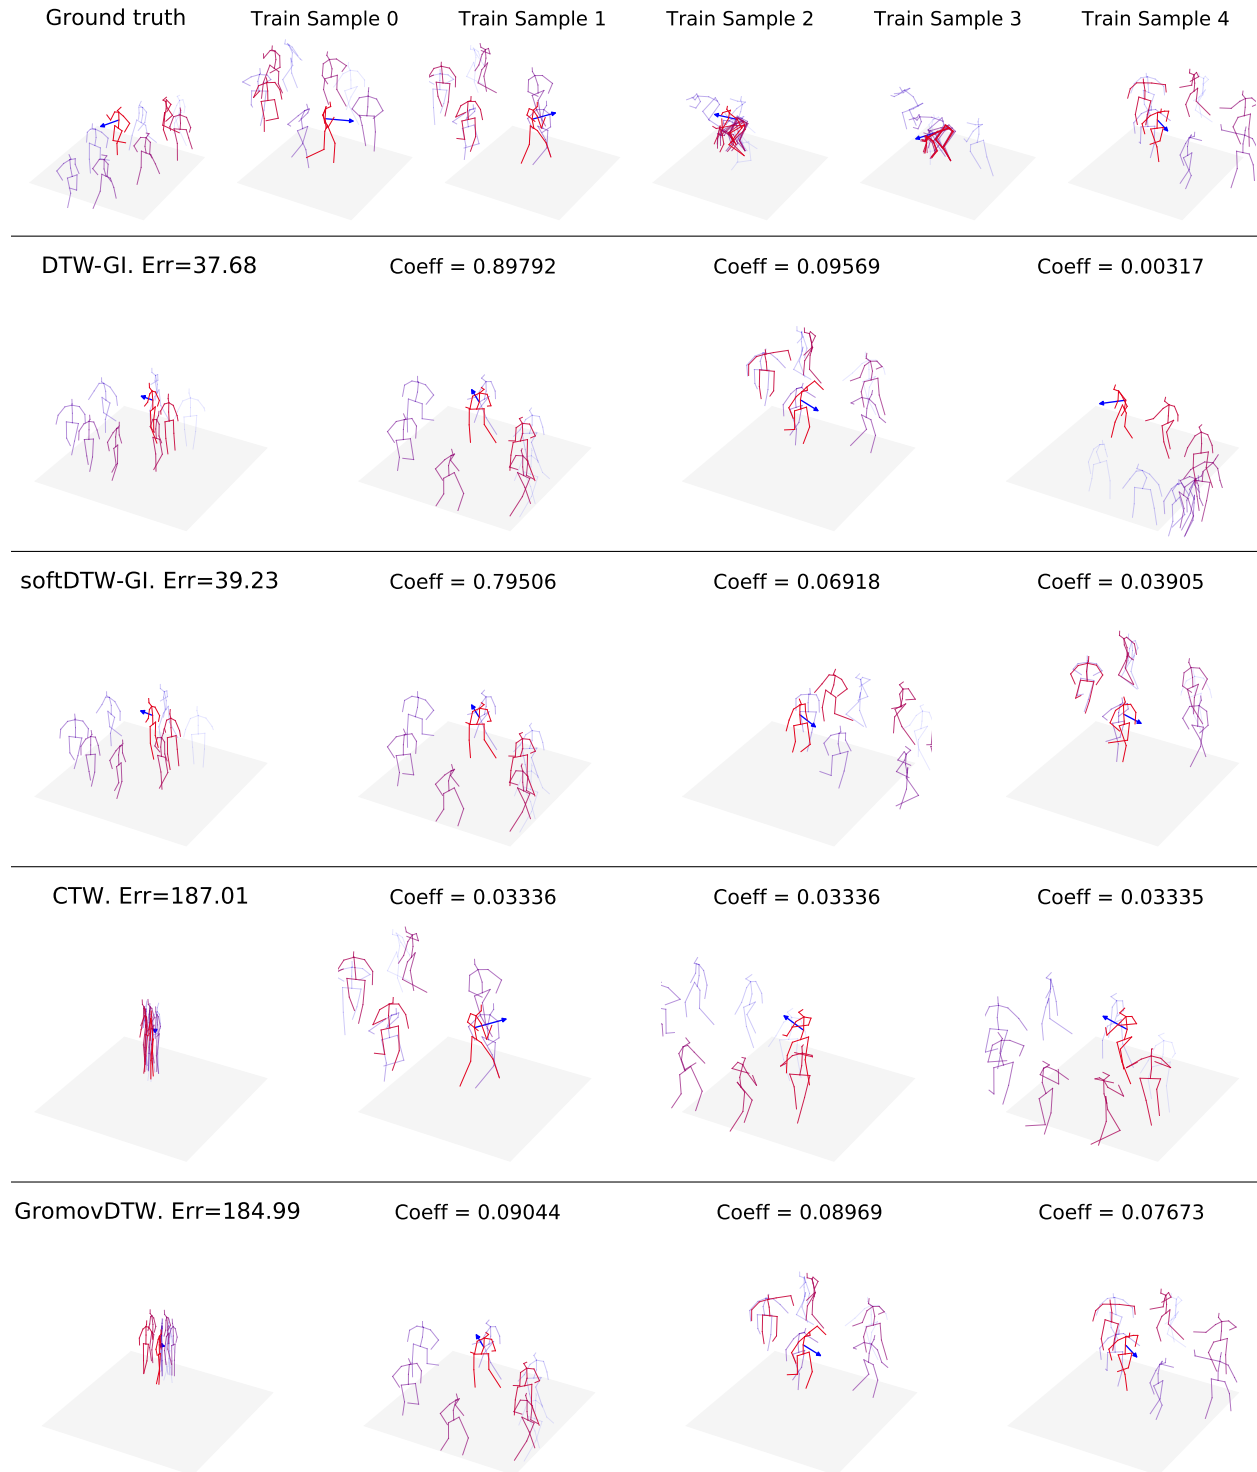 Ground truth
Train Sample 0
Train Sample 1
Train Sample 2
Train Sample 3
Train Sample 4
DTW-GI. Err=37.68
Coeff = 0.89792
Coeff = 0.09569
Coeff = 0.00317
softDTW-GI. Err=39.23
Coeff = 0.79506
Coeff = 0.06918
Coeff = 0.03905
CTW. Err=187.01
Coeff = 0.03336
Coeff = 0.03336
Coeff = 0.03335
GromovDTW. Err=184.99
Coeff = 0.09044
Coeff = 0.08969
Coeff = 0.07673